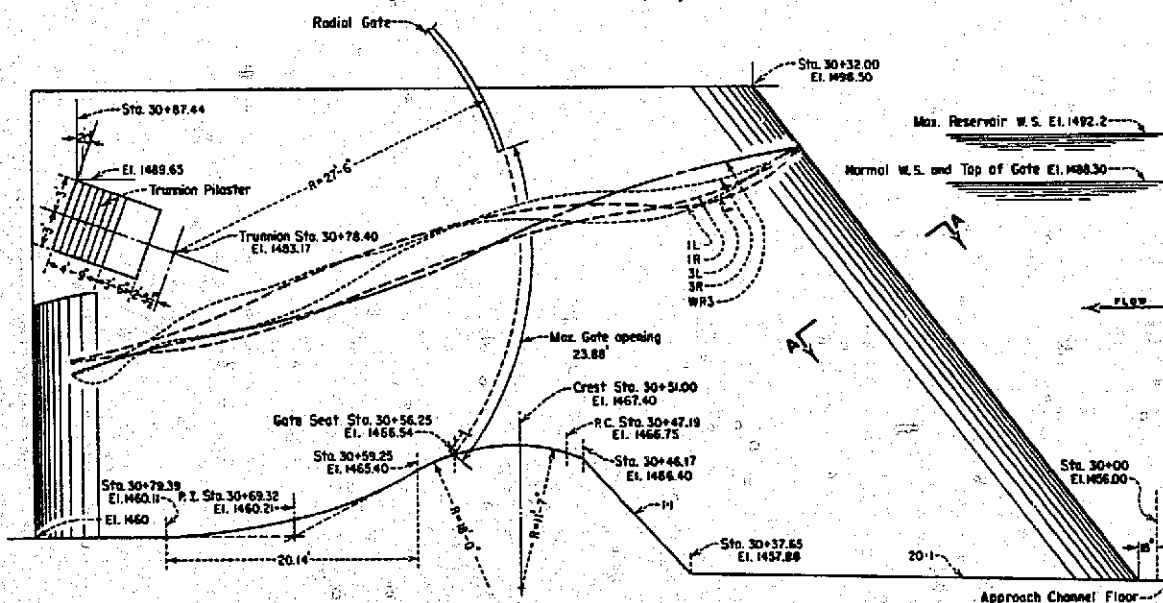 Radial Gate
Sta. 30+32.00
El. 1498.50
Sta. 30+87.44
Max. Reservoir W.S. El. 1492.2
El. 1489.65
R=27'-6"
Normal W.S. and Top of Gate El. 1488.30
Trunnion Pilaster
Trunnion Sta. 30+78.40
El. 1483.17
A
1L
1R
3L
3R
WR3
FLOW
A
Max. Gate opening
23.88'
Crest Sta. 30+51.00
El. 1467.40
Gate Seat Sta. 30+56.25
El. 1466.54
P.C. Sta. 30+47.19
El. 1466.75
Sta. 30+59.25
El. 1465.40
Sta. 30+46.17
El. 1466.40
Sta. 30+00
El. 1456.00
Sta. 30+79.39
El. 1460.11
P.I. Sta. 30+69.32
El. 1460.21
El. 1460
R=18'-0"
R=11'-7"
1:1
20.14'
Sta. 30+37.65
El. 1457.88
20:1
18"
Approach Channel Floor